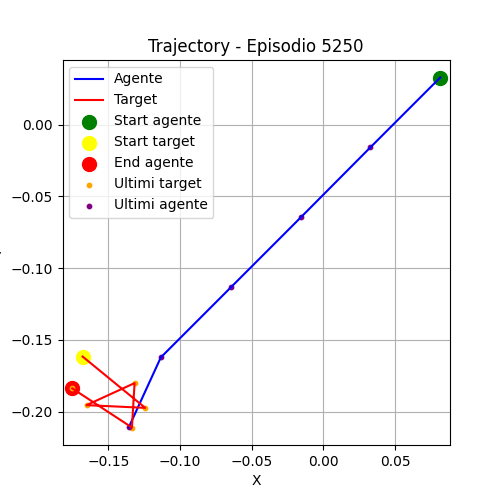 Trajectory - Episodio 5250
Agente
Target
Start agente
Start target
End agente
Ultimi target
Ultimi agente
0.00
−0.05
−0.10
−0.15
−0.20
−0.15
−0.10
−0.05
0.00
0.05
X